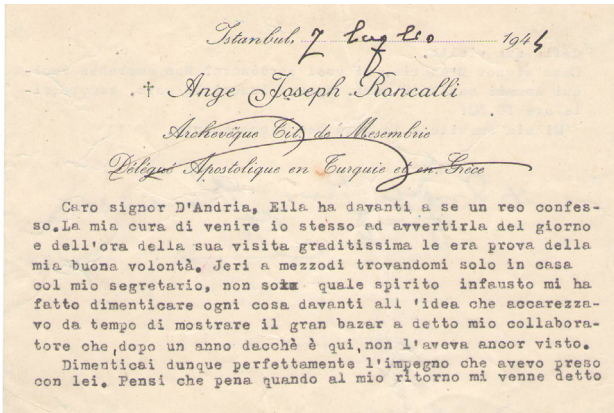 Istanbul, 7 luglio 1944
† Ange Joseph Roncalli
Archevêque Tit. de Mesembrie
Délégué Apostolique en Turquie et en Grèce
Caro signor D'Andria, Ella ha davanti a se un reo confes-
so.La mia cura di venire io stesso ad avvertirla del giorno
e dell'ora della sua visita graditissima le era prova della
mia buona volontà. Jeri a mezzodi trovandomi solo in casa
col mio segretario, non so quale spirito infausto mi ha
fatto dimenticare ogni cosa davanti all'idea che accarezza-
vo da tempo di mostrare il gran bazar a detto mio collabora-
tore che,dopo un anno dacchè è qui,non l'aveva ancor visto.
Dimenticai dunque perfettamente l'impegno che avevo preso
con lei. Pensi che pena quando al mio ritorno mi venne detto